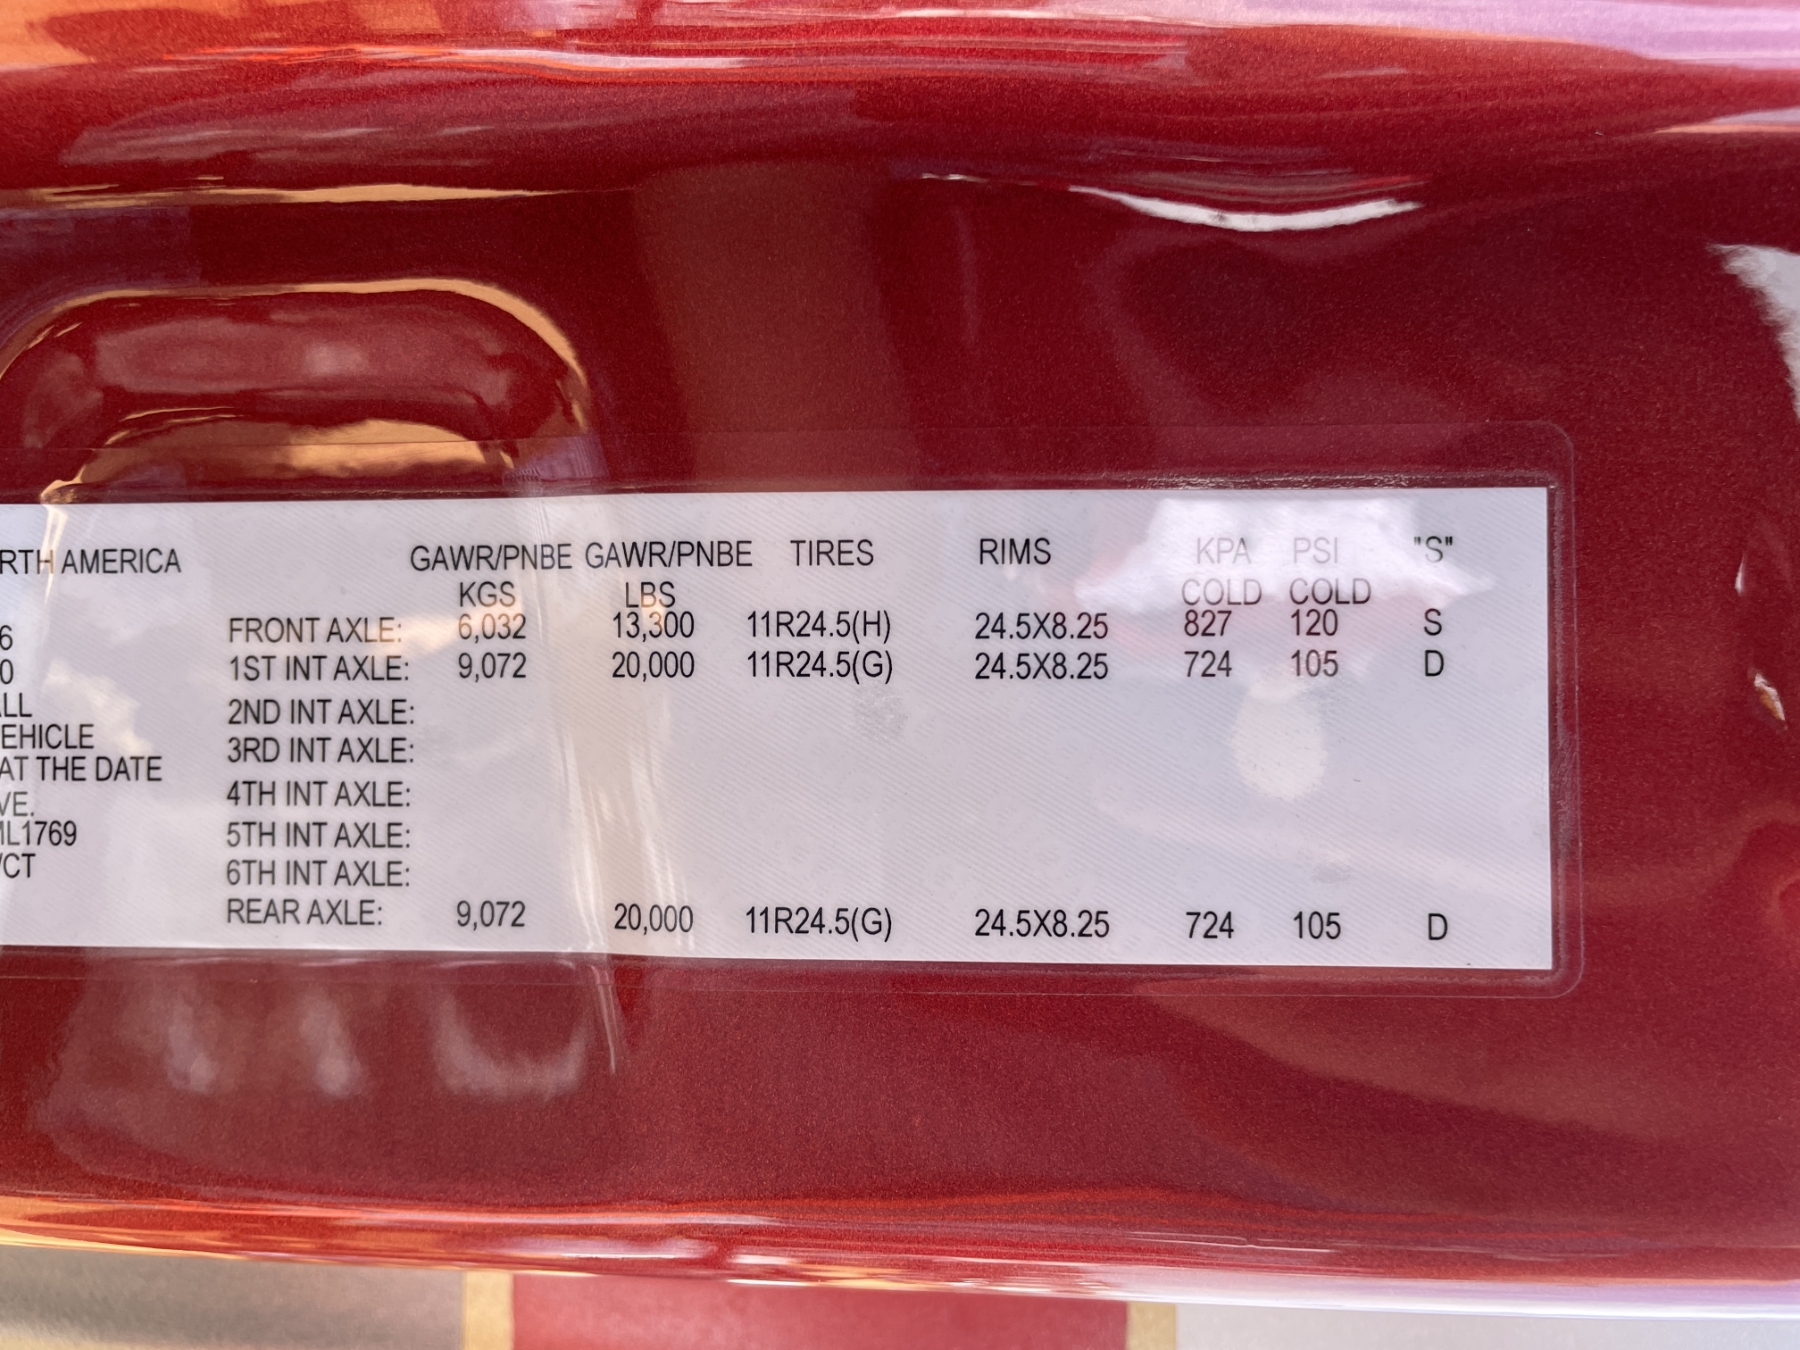 AMERICA GAWR/PNBE GAWR/PNBE TIRES RIMS KPA PSI "S"
KGS LBS COLD COLD
6 FRONT AXLE: 6,032 13,300 11R24.5(H) 24.5X8.25 827 120 S
0 1ST INT AXLE: 9,072 20,000 11R24.5(G) 24.5X8.25 724 105 D
2ND INT AXLE:
EHICLE 3RD INT AXLE:
AT THE DATE
4TH INT AXLE:
VE.
L1769 5TH INT AXLE:
/CT 6TH INT AXLE:
REAR AXLE: 9,072 20,000 11R24.5(G) 24.5X8.25 724 105 D